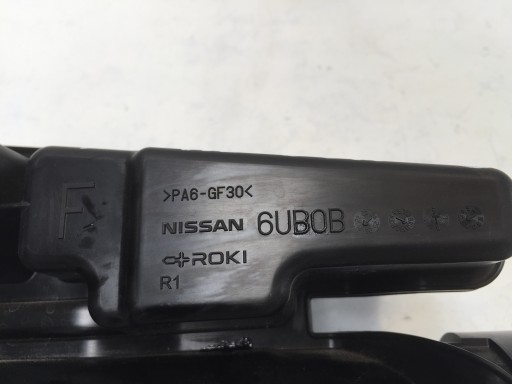 F
>PA6-GF30<
NISSAN 6UB0B
ROKI
R1